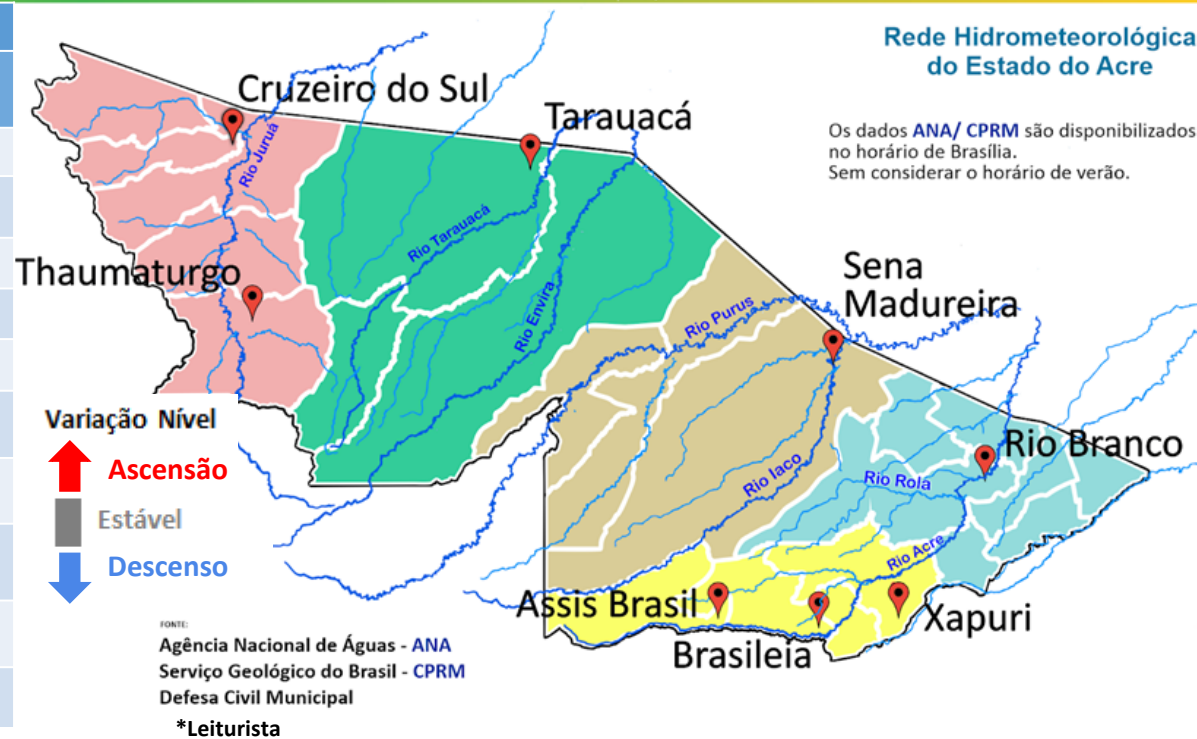 Rede Hidrometeorológica
do Estado do Acre
Os dados ANA/ CPRM são disponibilizados
no horário de Brasília.
Sem considerar o horário de verão.
Cruzeiro do Sul
Tarauacá
Rio Juruá
Rio Tarauacá
Thaumaturgo
Rio Envira
Sena
Madureira
Rio Purus
Variação Nível
Ascensão
Estável
Descenso
Rio Branco
Rio Iaco
Rio Rola
Rio Acre
Assis Brasil
Xapuri
Brasileia
FONTE:
Agência Nacional de Águas - ANA
Serviço Geológico do Brasil - CPRM
Defesa Civil Municipal
*Leiturista